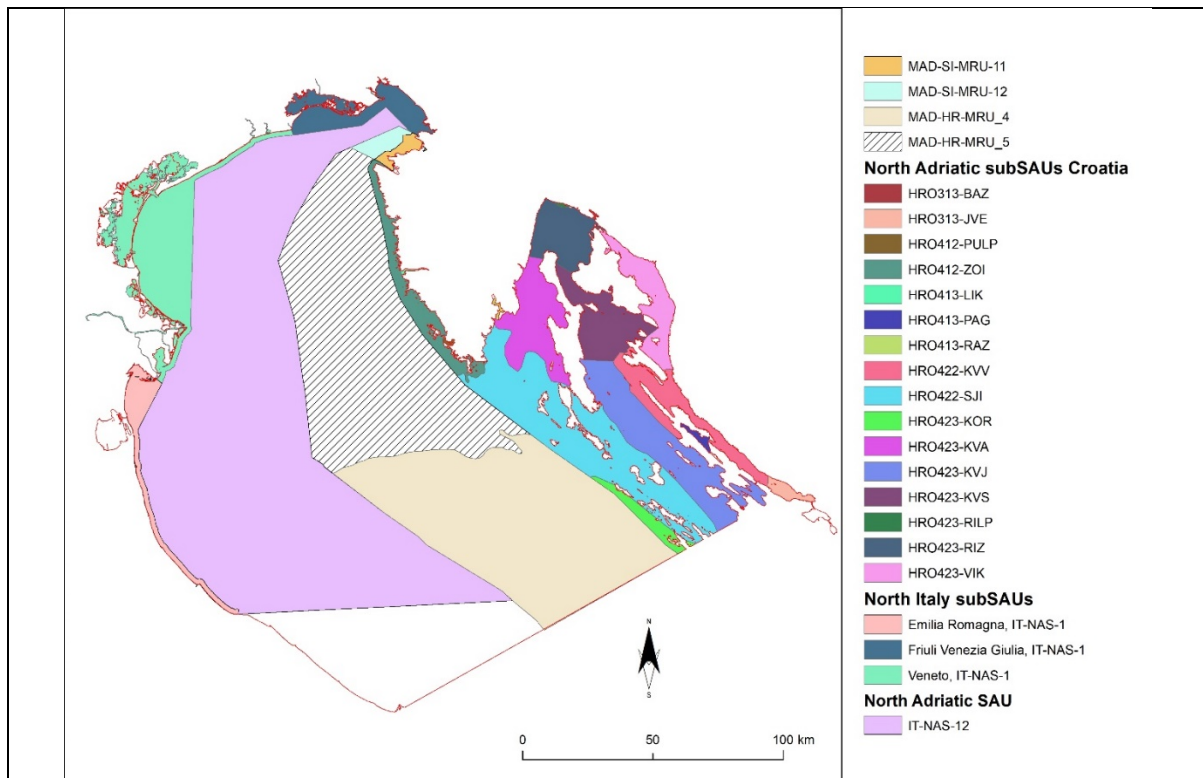 MAD-SI-MRU-11
MAD-SI-MRU-12
MAD-HR-MRU_4
MAD-HR-MRU_5
North Adriatic subSAUs Croatia
HRO313-BAZ
HRO313-JVE
HRO412-PULP
HRO412-ZOI
HRO413-LIK
HRO413-PAG
HRO413-RAZ
HRO422-KVV
HRO422-SJI
HRO423-KOR
HRO423-KVA
HRO423-KVJ
HRO423-KVS
HRO423-RILP
HRO423-RIZ
HRO423-VIK
North Italy subSAUs
Emilia Romagna, IT-NAS-1
Friuli Venezia Giulia, IT-NAS-1
Veneto, IT-NAS-1
North Adriatic SAU
IT-NAS-12
N
S
0 50 100 km